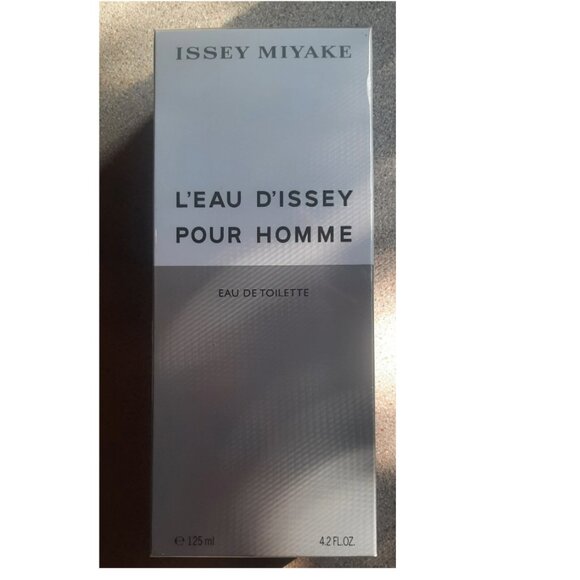 ISSEY MIYAKE
L'EAU D'ISSEY
POUR HOMME
EAU DE TOILETTE
℮ 125 ml 4.2 FL.OZ.